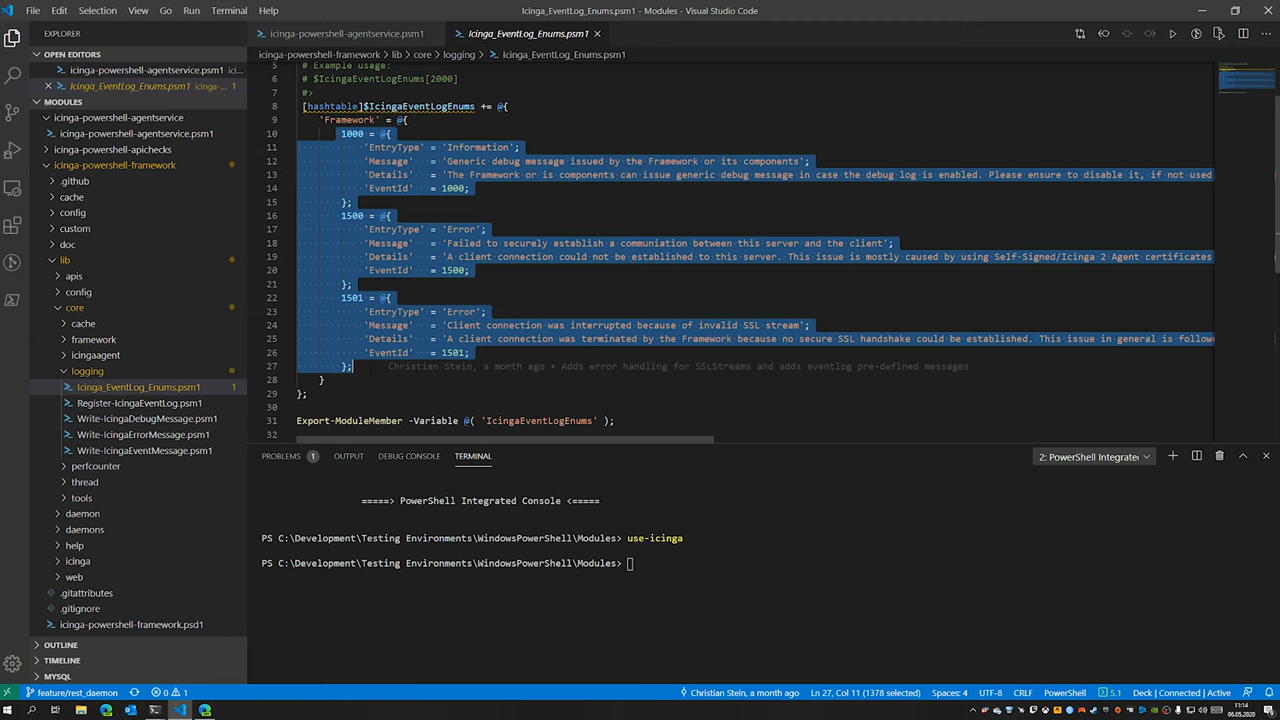 File Edit Selection View Go Run Terminal Help Icinga_EventLog_Enums.psm1 - Modules - Visual Studio Code
EXPLORER
OPEN EDITORS
icinga-powershell-agentservice.psm1 ic...
Icinga_EventLog_Enums.psm1 icinga-... 1
MODULES
icinga-powershell-agentservice
icinga-powershell-agentservice.psm1
icinga-powershell-apichecks
icinga-powershell-framework
.github
cache
config
custom
doc
lib
apis
config
core
cache
framework
icingaagent
logging
Icinga_EventLog_Enums.psm1 1
Register-IcingaEventLog.psm1
Write-IcingaDebugMessage.psm1
Write-IcingaErrorMessage.psm1
Write-IcingaEventMessage.psm1
perfcounter
thread
tools
daemon
daemons
help
icinga
web
.gitattributes
.gitignore
icinga-powershell-framework.psd1
OUTLINE
TIMELINE
MYSQL
icinga-powershell-agentservice.psm1 Icinga_EventLog_Enums.psm1
icinga-powershell-framework > lib > core > logging > Icinga_EventLog_Enums.psm1
5 # Example usage:
6 # $IcingaEventLogEnums[2000]
7 #>
8 [hashtable]$IcingaEventLogEnums += @{
9 'Framework' = @{
10 1000 = @{
11 'EntryType' = 'Information';
12 'Message' = 'Generic debug message issued by the Framework or its components';
13 'Details' = 'The Framework or is components can issue generic debug message in case the debug log is enabled. Please ensure to disable it, if not used
14 'EventId' = 1000;
15 };
16 1500 = @{
17 'EntryType' = 'Error';
18 'Message' = 'Failed to securely establish a communiation between this server and the client';
19 'Details' = 'A client connection could not be established to this server. This issue is mostly caused by using Self-Signed/Icinga 2 Agent certificates
20 'EventId' = 1500;
21 };
22 1501 = @{
23 'EntryType' = 'Error';
24 'Message' = 'Client connection was interrupted because of invalid SSL stream';
25 'Details' = 'A client connection was terminated by the Framework because no secure SSL handshake could be established. This issue in general is follow
26 'EventId' = 1501;
27 }; Christian Stein, a month ago • Adds error handling for SSLStreams and adds eventlog pre-defined messages
28 }
29 };
30
31 Export-ModuleMember -Variable @( 'IcingaEventLogEnums' );
32
PROBLEMS 1 OUTPUT DEBUG CONSOLE TERMINAL 2: PowerShell Integrate
=====> PowerShell Integrated Console <=====
PS C:\Development\Testing Environments\WindowsPowerShell\Modules> use-icinga
PS C:\Development\Testing Environments\WindowsPowerShell\Modules>
feature/rest_daemon 0 1 Christian Stein, a month ago Ln 27, Col 11 (1378 selected) Spaces: 4 UTF-8 CRLF PowerShell 5.1 Deck | Connected | Active
11:14
06.05.2020